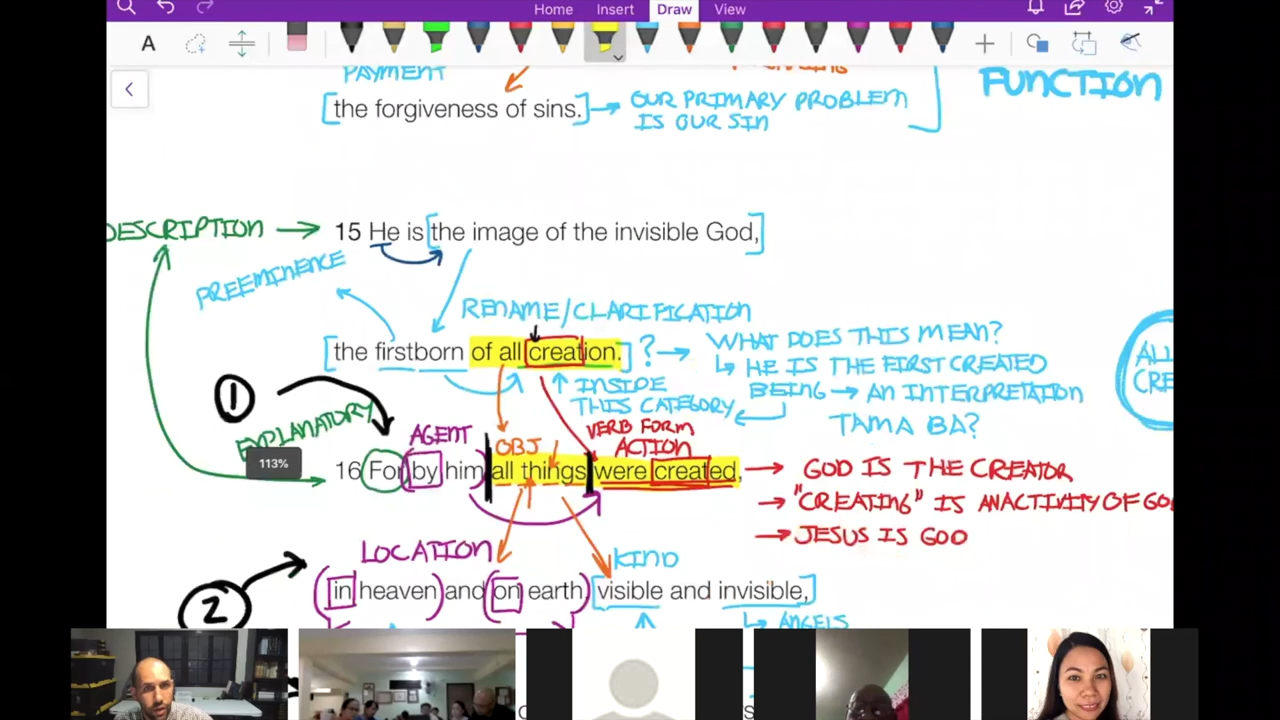 Home Insert Draw View
A
PAYMENT
the forgiveness of sins.
OUR PRIMARY PROBLEM
IS OUR SIN
FUNCTION
DESCRIPTION
15 He is the image of the invisible God,
PREEMINENCE
RENAME/CLARIFICATION
the firstborn of all creation. ?
WHAT DOES THIS MEAN?
HE IS THE FIRST CREATED
BEING → AN INTERPRETATION
TAMA BA?
INSIDE
THIS CATEGORY
ALL
CRE
1
EXPLANATORY
AGENT
OBJ
VERB FORM
ACTION
113%
16 For by him all things were created,
GOD IS THE CREATOR
"CREATING" IS AN ACTIVITY OF GO
JESUS IS GOD
LOCATION
KIND
2
in heaven and on earth, visible and invisible,
ANGELS